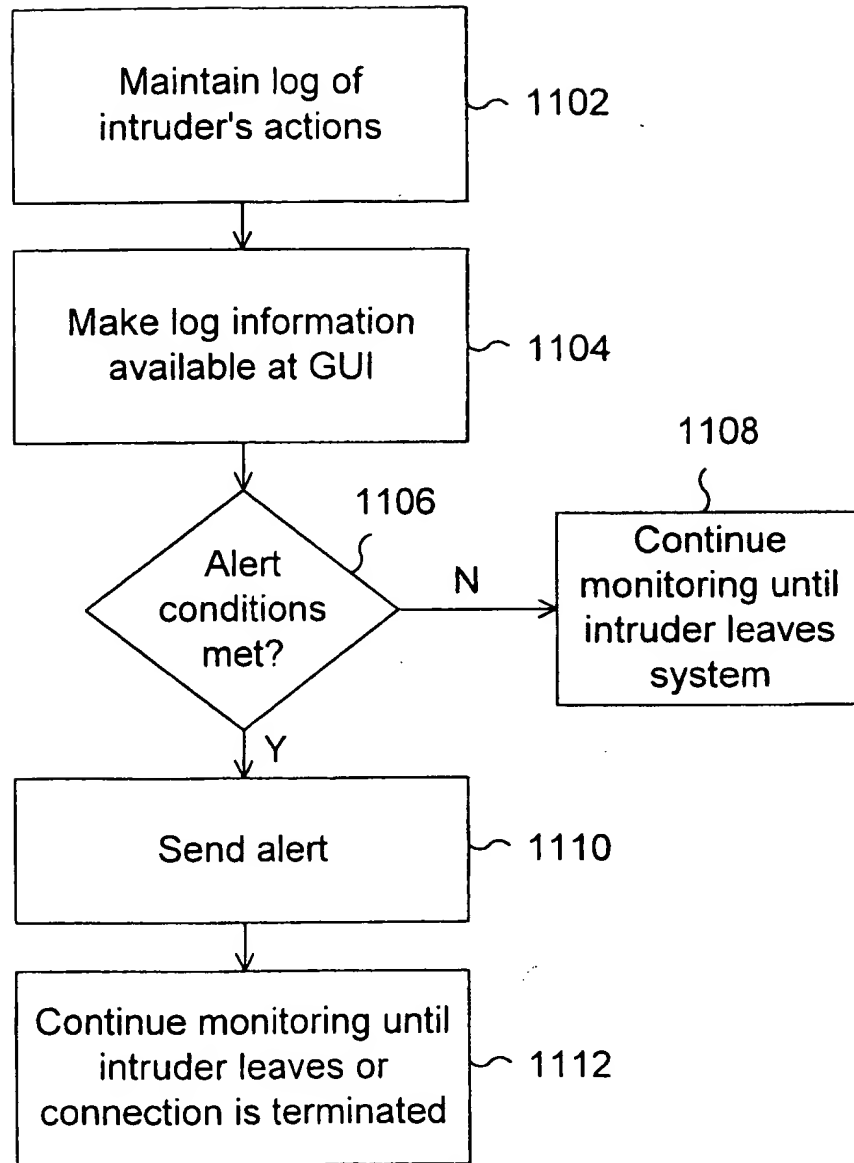 Maintain log of
intruder's actions
1102
Make log information
available at GUI
1104
1108
1106
Alert
conditions
met?
N
Continue
monitoring until
intruder leaves
system
Y
Send alert
1110
Continue monitoring until
intruder leaves or
connection is terminated
1112